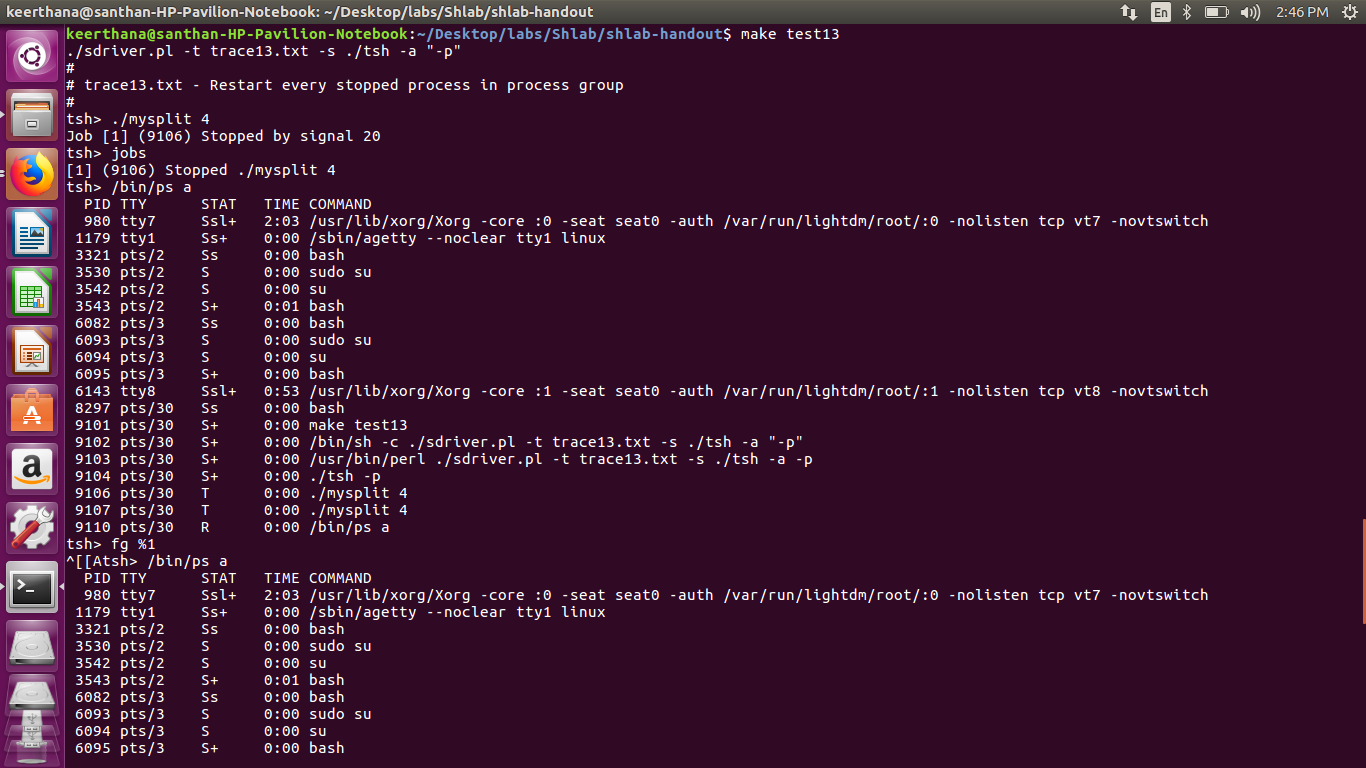 keerthana@santhan-HP-Pavilion-Notebook: ~/Desktop/labs/Shlab/shlab-handout
En 2:46 PM
keerthana@santhan-HP-Pavilion-Notebook:~/Desktop/labs/Shlab/shlab-handout$ make test13
./sdriver.pl -t trace13.txt -s ./tsh -a "-p"
#
# trace13.txt - Restart every stopped process in process group
#
tsh> ./mysplit 4
Job [1] (9106) Stopped by signal 20
tsh> jobs
[1] (9106) Stopped ./mysplit 4
tsh> /bin/ps a
  PID TTY      STAT   TIME COMMAND
  980 tty7     Ssl+   2:03 /usr/lib/xorg/Xorg -core :0 -seat seat0 -auth /var/run/lightdm/root/:0 -nolisten tcp vt7 -novtswitch
 1179 tty1     Ss+    0:00 /sbin/agetty --noclear tty1 linux
 3321 pts/2    Ss     0:00 bash
 3530 pts/2    S      0:00 sudo su
 3542 pts/2    S      0:00 su
 3543 pts/2    S+     0:01 bash
 6082 pts/3    Ss     0:00 bash
 6093 pts/3    S      0:00 sudo su
 6094 pts/3    S      0:00 su
 6095 pts/3    S+     0:00 bash
 6143 tty8     Ssl+   0:53 /usr/lib/xorg/Xorg -core :1 -seat seat0 -auth /var/run/lightdm/root/:1 -nolisten tcp vt8 -novtswitch
 8297 pts/30   Ss     0:00 bash
 9101 pts/30   S+     0:00 make test13
 9102 pts/30   S+     0:00 /bin/sh -c ./sdriver.pl -t trace13.txt -s ./tsh -a "-p"
 9103 pts/30   S+     0:00 /usr/bin/perl ./sdriver.pl -t trace13.txt -s ./tsh -a -p
 9104 pts/30   S+     0:00 ./tsh -p
 9106 pts/30   T      0:00 ./mysplit 4
 9107 pts/30   T      0:00 ./mysplit 4
 9110 pts/30   R      0:00 /bin/ps a
tsh> fg %1
^[[Atsh> /bin/ps a
  PID TTY      STAT   TIME COMMAND
  980 tty7     Ssl+   2:03 /usr/lib/xorg/Xorg -core :0 -seat seat0 -auth /var/run/lightdm/root/:0 -nolisten tcp vt7 -novtswitch
 1179 tty1     Ss+    0:00 /sbin/agetty --noclear tty1 linux
 3321 pts/2    Ss     0:00 bash
 3530 pts/2    S      0:00 sudo su
 3542 pts/2    S      0:00 su
 3543 pts/2    S+     0:01 bash
 6082 pts/3    Ss     0:00 bash
 6093 pts/3    S      0:00 sudo su
 6094 pts/3    S      0:00 su
 6095 pts/3    S+     0:00 bash